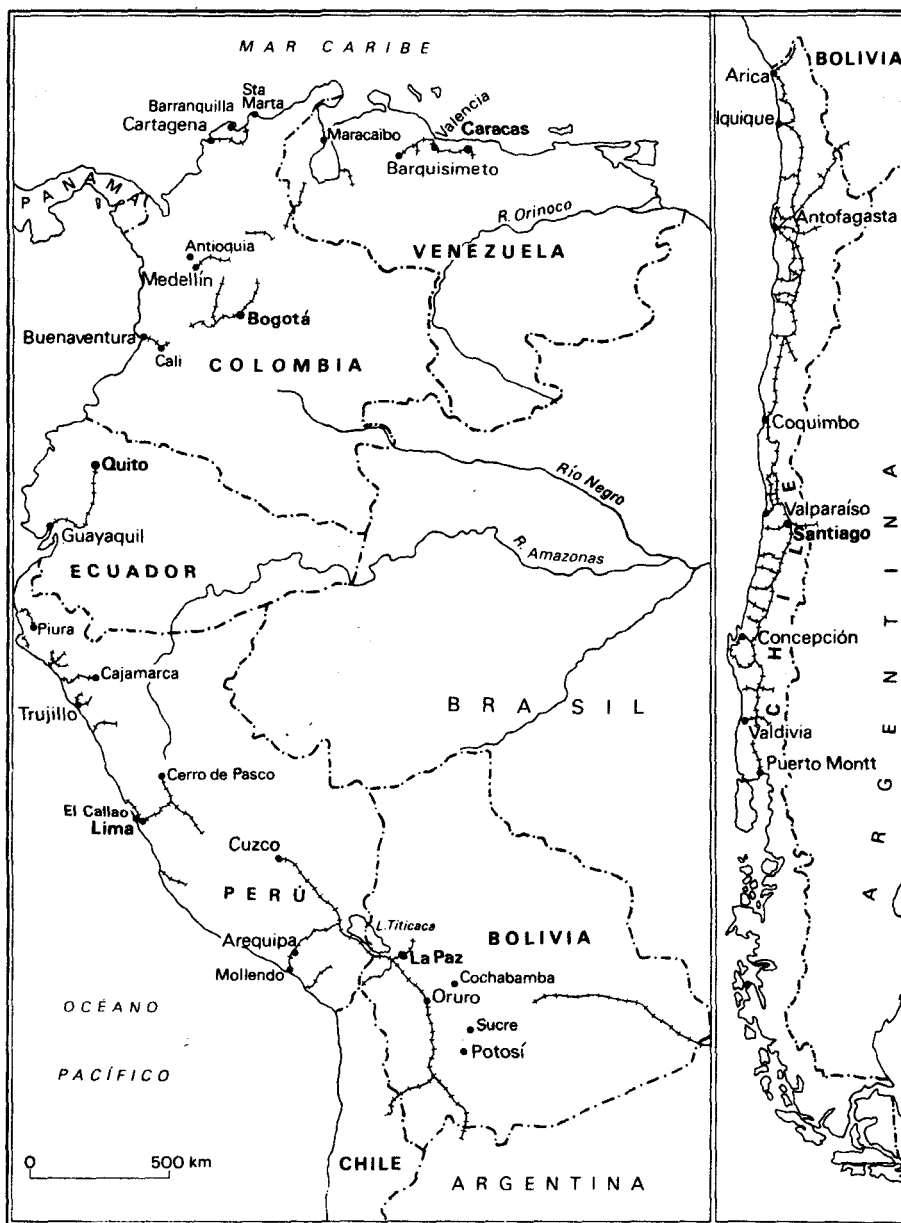 MAR CARIBE
Sta
Marta
Barranquilla
Cartagena
Maracaibo
Valencia
Caracas
Barquisimeto
PANAMÁ
R. Orinoco
Antioquia
VENEZUELA
Medellín
Bogotá
Buenaventura
Cali
COLOMBIA
Quito
Río Negro
Guayaquil
R. Amazonas
ECUADOR
Piura
Cajamarca
Trujillo
BRASIL
Cerro de Pasco
El Callao
Lima
Cuzco
PERÚ
L. Titicaca
Arequipa
BOLIVIA
La Paz
Mollendo
Cochabamba
OCÉANO
Oruro
Sucre
Potosí
PACÍFICO
0 500 km
CHILE
ARGENTINA
BOLIVIA
Arica
Iquique
Antofagasta
Coquimbo
Valparaíso
Santiago
Concepción
CHILE
Valdivia
Puerto Montt
ARGENTINA